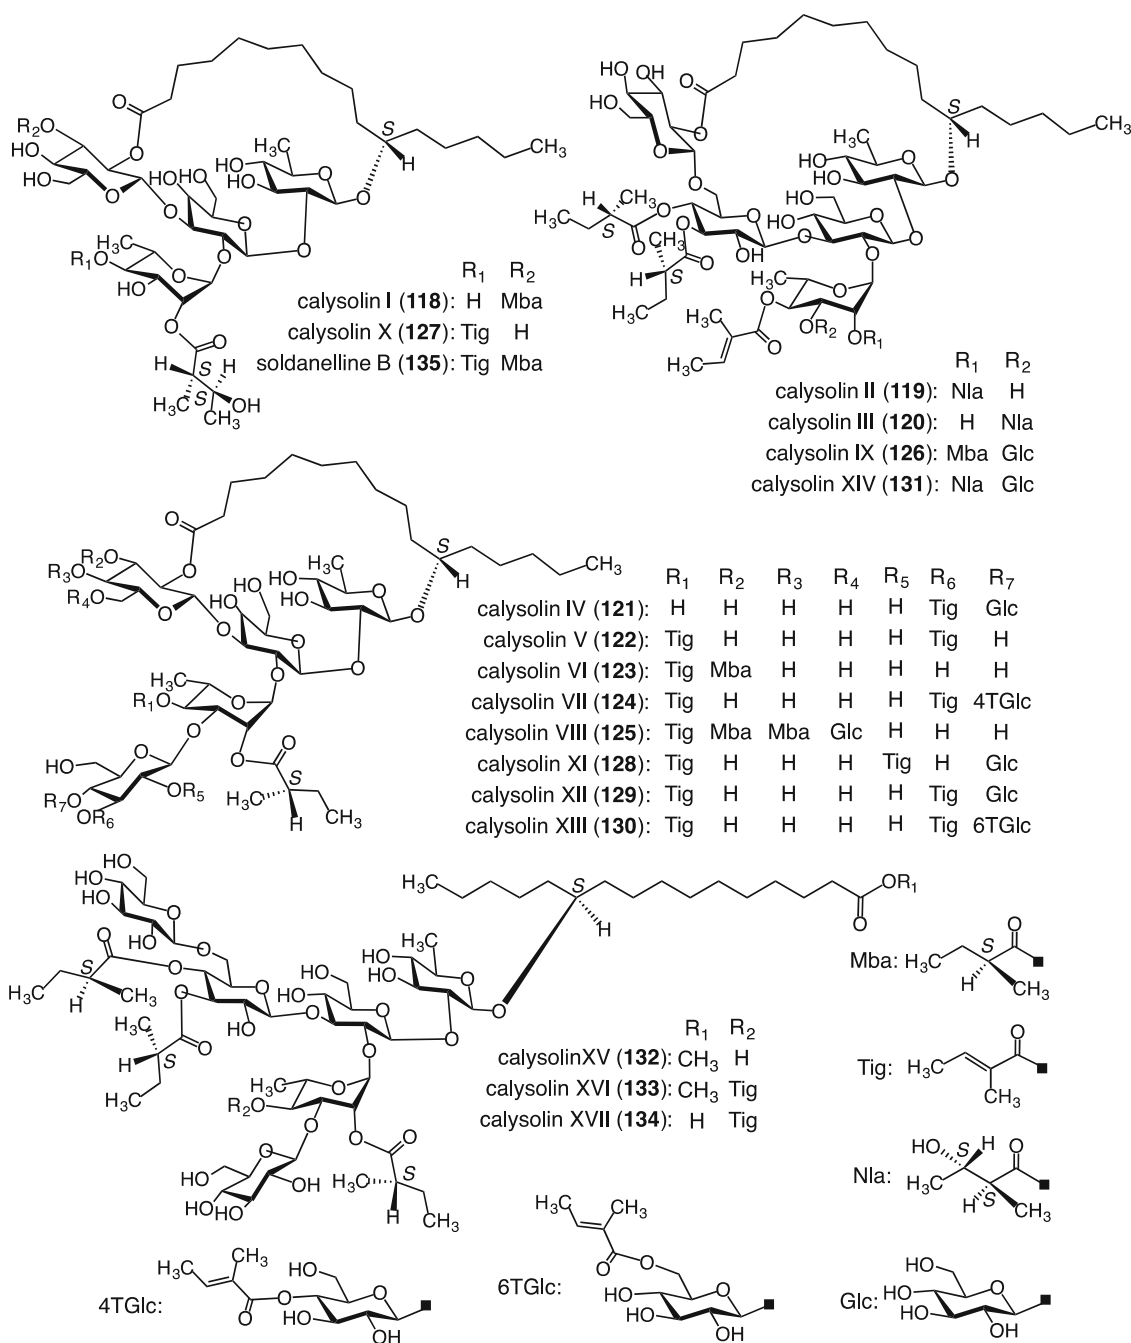 R1 R2
calysolin I (118): H Mba
calysolin X (127): Tig H
soldanelline B (135): Tig Mba
R1 R2
calysolin II (119): Nla H
calysolin III (120): H Nla
calysolin IX (126): Mba Glc
calysolin XIV (131): Nla Glc
R1 R2 R3 R4 R5 R6 R7
calysolin IV (121): H H H H H Tig Glc
calysolin V (122): Tig H H H H Tig H
calysolin VI (123): Tig Mba H H H H H
calysolin VII (124): Tig H H H H Tig 4TGlc
calysolin VIII (125): Tig Mba Mba Glc H H H
calysolin XI (128): Tig H H H Tig H Glc
calysolin XII (129): Tig H H H H Tig Glc
calysolin XIII (130): Tig H H H H Tig 6TGlc
R1 R2
calysolinXV (132): CH3 H
calysolin XVI (133): CH3 Tig
calysolin XVII (134): H Tig
Mba:
Tig:
Nla:
4TGlc:
6TGlc:
Glc: